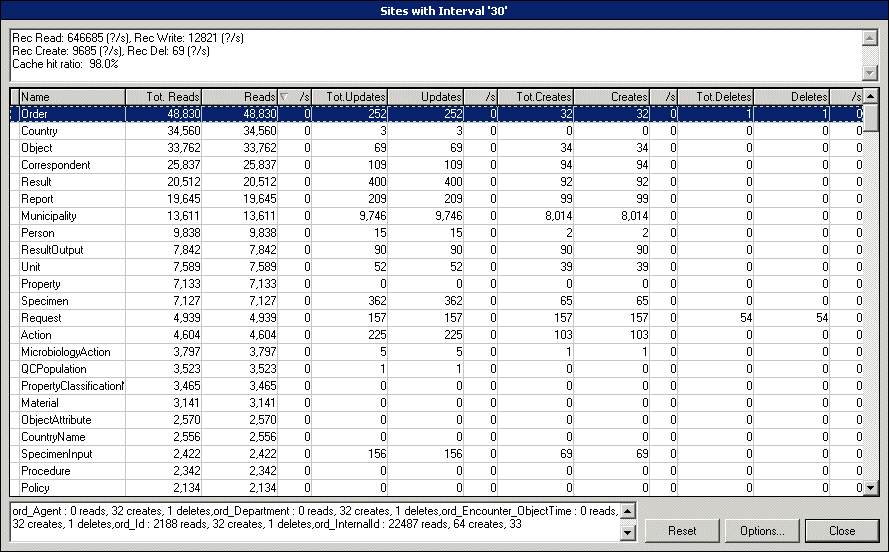 Sites with Interval '30'
Rec Read: 646685 (?/s), Rec Write: 12821 (?/s)
Rec Create: 9685 (?/s), Rec Del: 69 (?/s)
Cache hit ratio:  98.0%
Name Tot. Reads Reads /s Tot.Updates Updates /s Tot.Creates Creates /s Tot.Deletes Deletes /s
Order 48,830 48,830 0 252 252 0 32 32 0 1 1 0
Country 34,560 34,560 0 3 3 0 0 0 0 0 0 0
Object 33,762 33,762 0 69 69 0 34 34 0 0 0 0
Correspondent 25,837 25,837 0 109 109 0 94 94 0 0 0 0
Result 20,512 20,512 0 400 400 0 92 92 0 0 0 0
Report 19,645 19,645 0 209 209 0 99 99 0 0 0 0
Municipality 13,611 13,611 0 9,746 9,746 0 8,014 8,014 0 0 0 0
Person 9,838 9,838 0 15 15 0 2 2 0 0 0 0
ResultOutput 7,842 7,842 0 90 90 0 90 90 0 0 0 0
Unit 7,589 7,589 0 52 52 0 39 39 0 0 0 0
Property 7,133 7,133 0 0 0 0 0 0 0 0 0 0
Specimen 7,127 7,127 0 362 362 0 65 65 0 0 0 0
Request 4,939 4,939 0 157 157 0 157 157 0 54 54 0
Action 4,604 4,604 0 225 225 0 103 103 0 0 0 0
MicrobiologyAction 3,797 3,797 0 5 5 0 1 1 0 0 0 0
QCPopulation 3,523 3,523 0 1 1 0 0 0 0 0 0 0
PropertyClassification 3,465 3,465 0 0 0 0 0 0 0 0 0 0
Material 3,141 3,141 0 0 0 0 0 0 0 0 0 0
ObjectAttribute 2,570 2,570 0 0 0 0 0 0 0 0 0 0
CountryName 2,556 2,556 0 0 0 0 0 0 0 0 0 0
SpecimenInput 2,422 2,422 0 156 156 0 69 69 0 0 0 0
Procedure 2,342 2,342 0 0 0 0 0 0 0 0 0 0
Policy 2,134 2,134 0 0 0 0 0 0 0 0 0 0
ord_Agent : 0 reads, 32 creates, 1 deletes,ord_Department : 0 reads, 32 creates, 1 deletes,ord_Encounter_ObjectTime : 0 reads,
32 creates, 1 deletes,ord_Id : 2188 reads, 32 creates, 1 deletes,ord_InternalId : 22487 reads, 64 creates, 33
Reset Options... Close